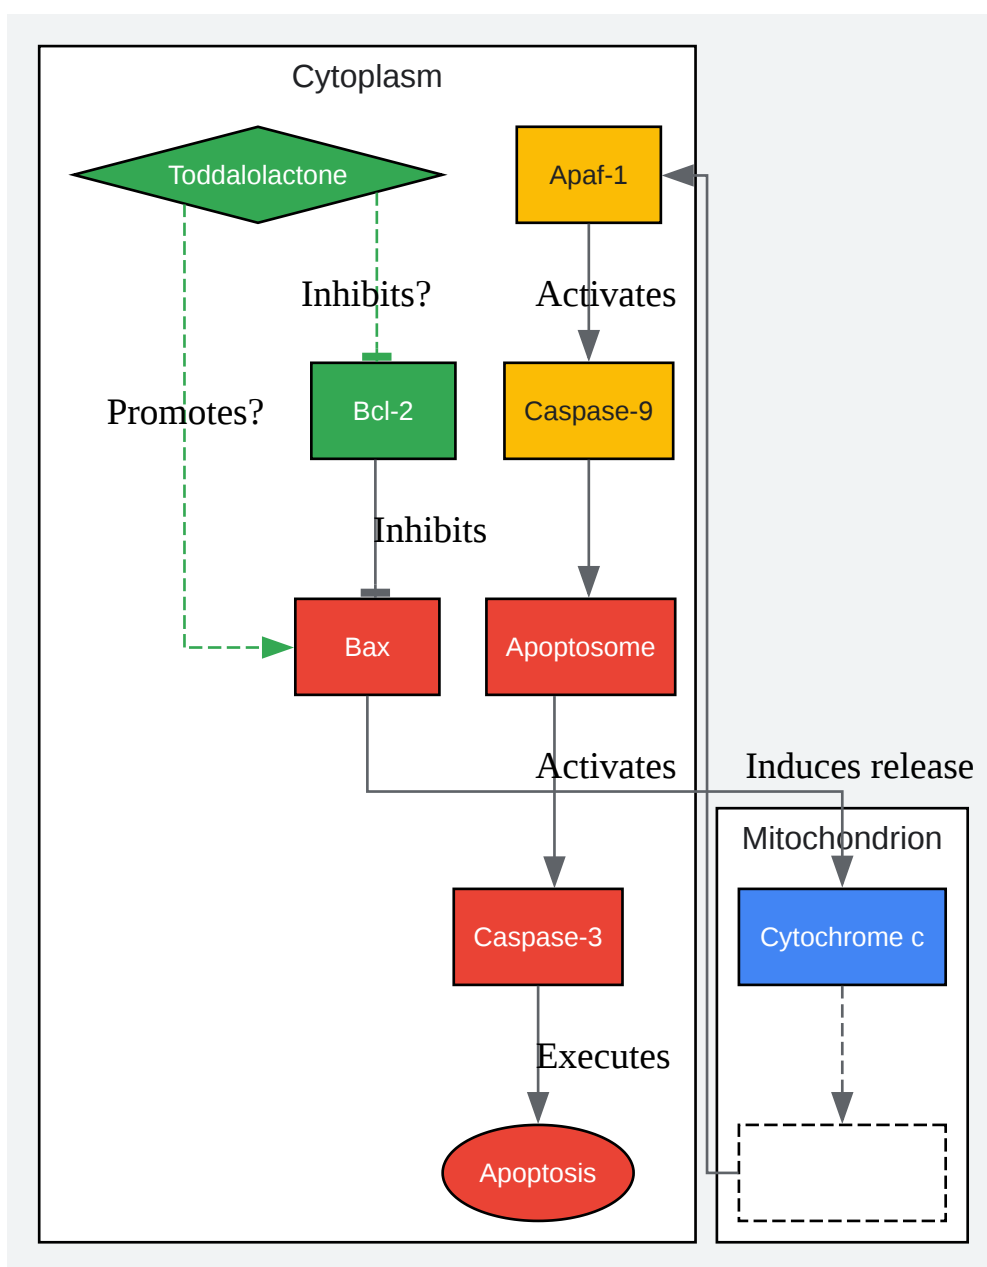 Cytoplasm
Toddalolactone
Apaf-1
Inhibits?
Activates
Promotes?
Bcl-2
Caspase-9
Inhibits
Bax
Apoptosome
Activates
Induces release
Mitochondrion
Caspase-3
Cytochrome c
Executes
Apoptosis